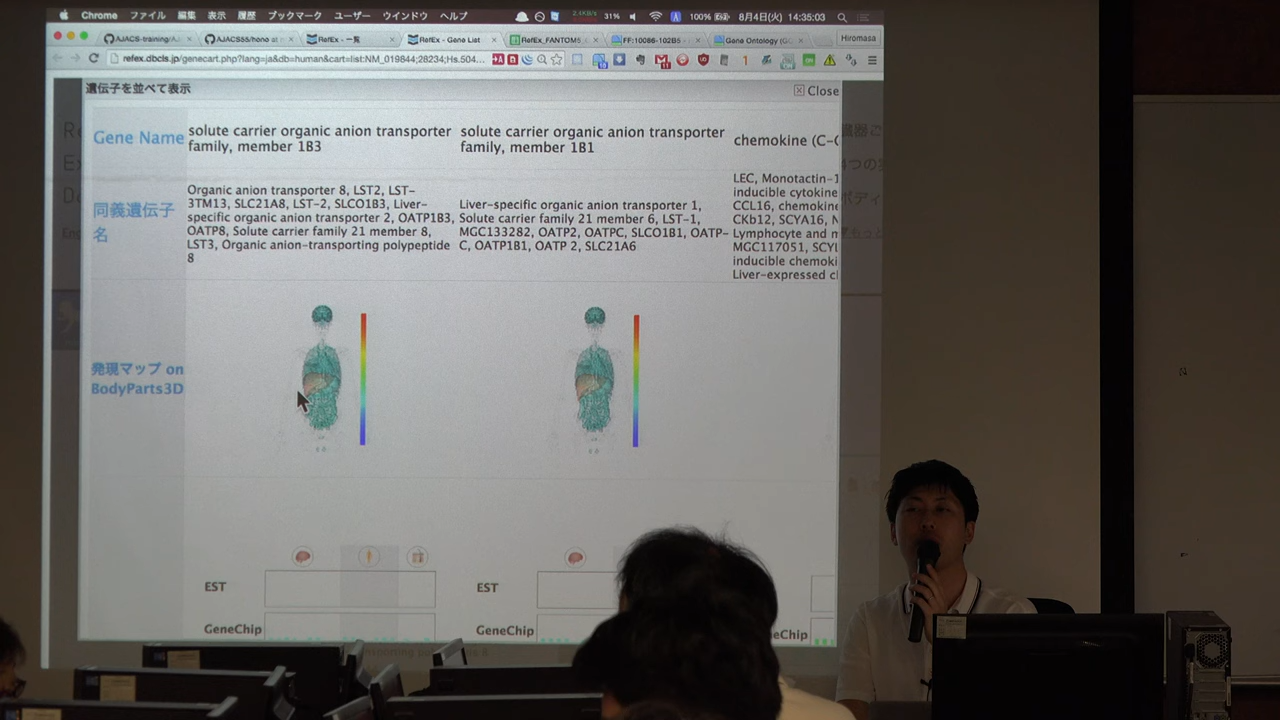 Chrome ファイル 編集 表示 履歴 ブックマーク ユーザー ウインドウ ヘルプ 31% 100% 8月4日(火) 14:35:03
RefEx - 一覧 RefEx - Gene List RefEx_FANTOM5 FF:10086-102B5 Gene Ontology Hiromasa
refex.dbcls.jp/genecart.php?lang=ja&db=human&cart=list:NM_019844;28234;Hs.504...
遺伝子を並べて表示
Close
Gene Name
solute carrier organic anion transporter
family, member 1B3
solute carrier organic anion transporter
family, member 1B1
chemokine (C-C
同義遺伝子
名
Organic anion transporter 8, LST2, LST-
3TM13, SLC21A8, LST-2, SLCO1B3, Liver-
specific organic anion transporter 2, OATP1B3,
OATP8, Solute carrier family 21 member 8,
LST3, Organic anion-transporting polypeptide
8
Liver-specific organic anion transporter 1,
Solute carrier family 21 member 6, LST-1,
MGC133282, OATP2, OATPC, SLCO1B1, OATP-
C, OATP1B1, OATP 2, SLC21A6
LEC, Monotactin-1
inducible cytokine
CCL16, chemokine
CKb12, SCYA16, N
Lymphocyte and m
MGC117051, SCYL
inducible chemoki
Liver-expressed c
発現マップ on
BodyParts3D
EST
EST
GeneChip
GeneChip
eChip